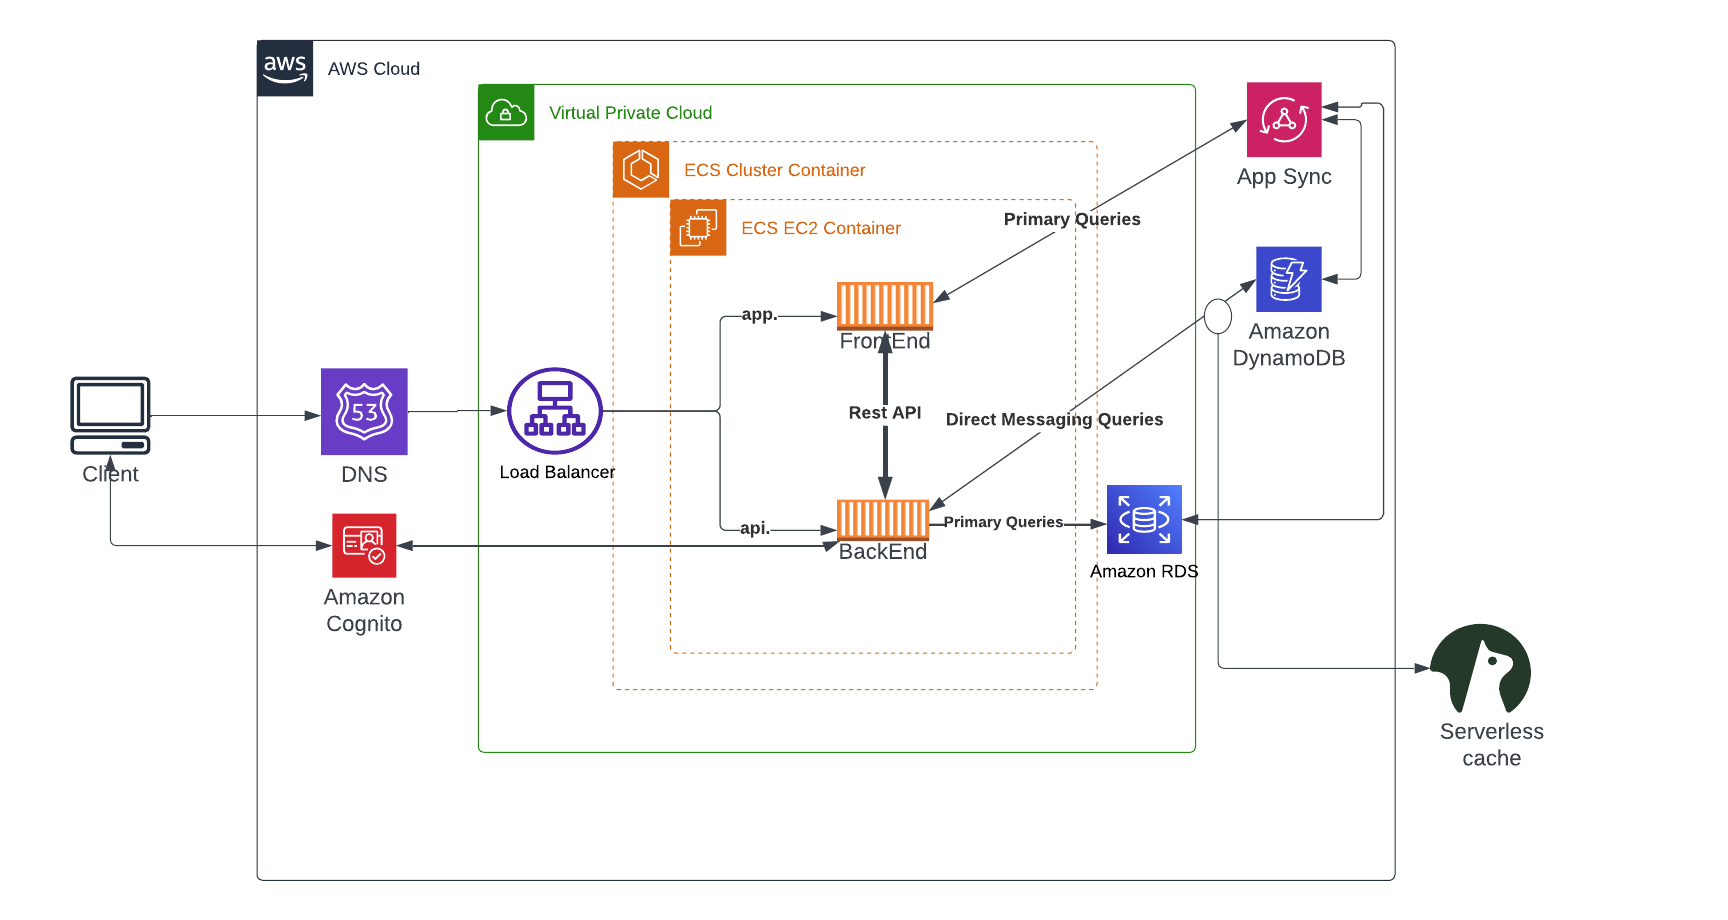 aws
AWS Cloud
Virtual Private Cloud
ECS Cluster Container
App Sync
Primary Queries
ECS EC2 Container
app.
FrontEnd
Amazon
DynamoDB
Rest API
Direct Messaging Queries
53
Client
DNS
Load Balancer
api.
Primary Queries
BackEnd
Amazon RDS
Amazon
Cognito
Serverless
cache